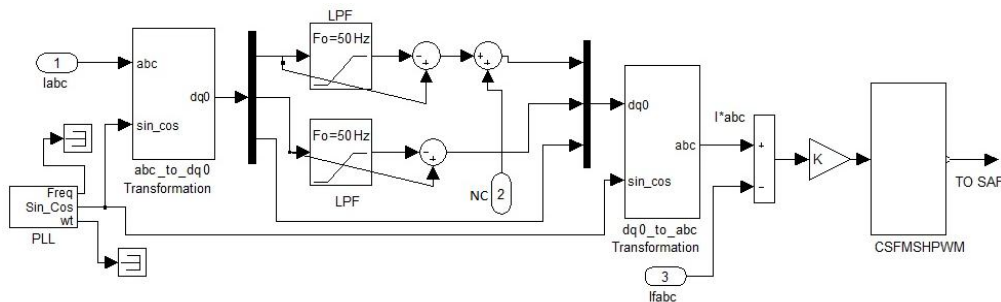 1
Iabc
abc
sin_cos
dq0
abc_to_dq0
Transformation
Freq
Sin_Cos
wt
PLL
LPF
Fo=50 Hz
-
+
+
+
Fo=50 Hz
LPF
-
+
NC
2
dq0
sin_cos
abc
dq0_to_abc
Transformation
I*abc
+
-
3
Ifabc
K
CSFMSHPWM
TO SAF